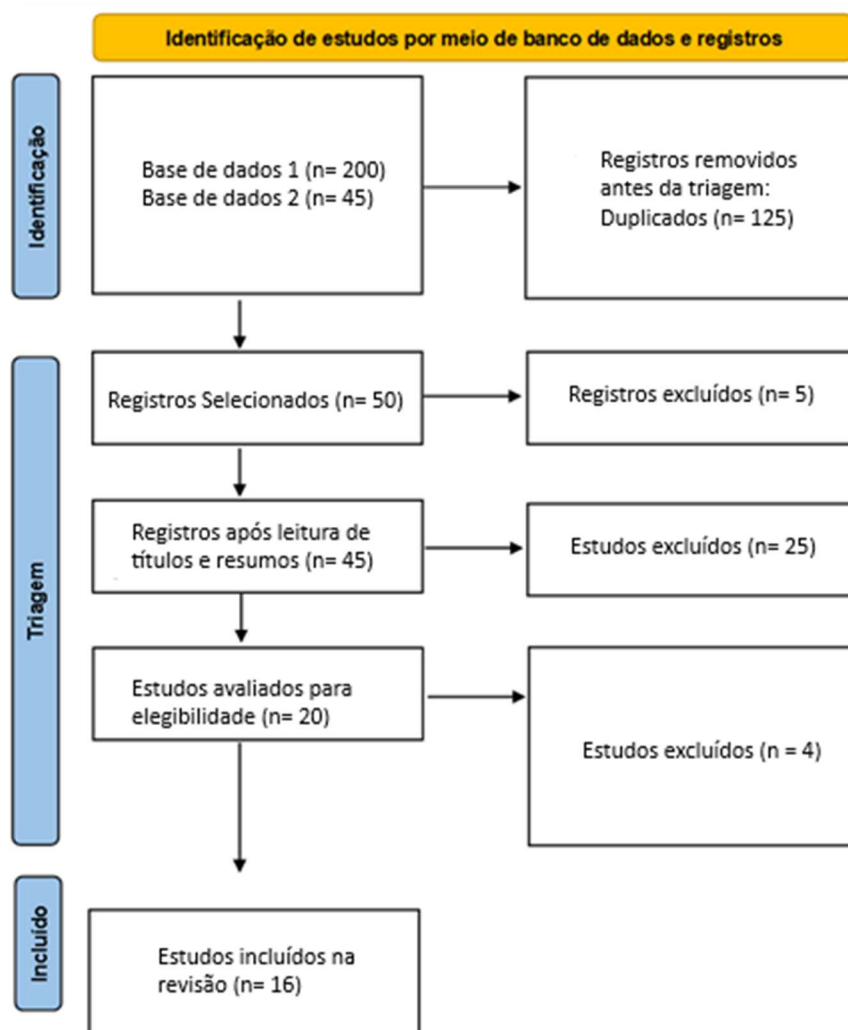 Identificação de estudos por meio de banco de dados e registros
Identificação
Base de dados 1 (n= 200)
Base de dados 2 (n= 45)
Registros removidos
antes da triagem:
Duplicados (n= 125)
Triagem
Registros Selecionados (n= 50)
Registros excluídos (n= 5)
Registros após leitura de
títulos e resumos (n= 45)
Estudos excluídos (n= 25)
Estudos avaliados para
elegibilidade (n= 20)
Estudos excluídos (n = 4)
Incluído
Estudos incluídos na
revisão (n= 16)